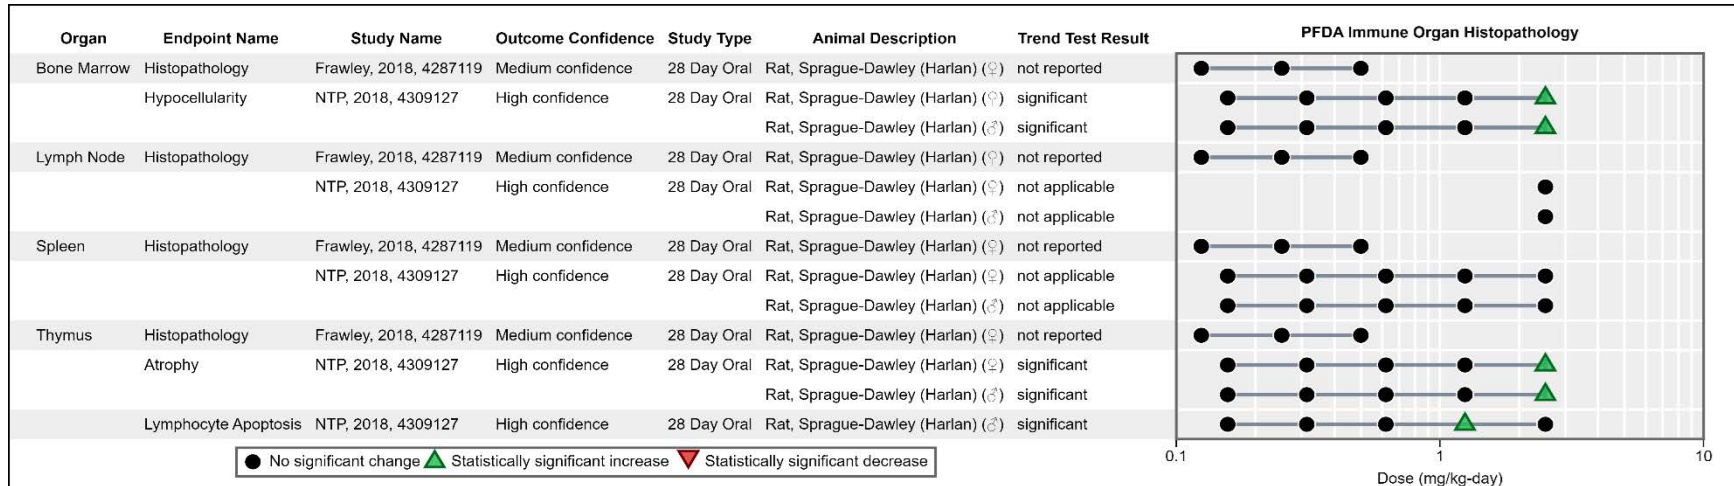 PFDA Immune Organ Histopathology
Organ Endpoint Name Study Name Outcome Confidence Study Type Animal Description Trend Test Result
Bone Marrow Histopathology Frawley, 2018, 4287119 Medium confidence 28 Day Oral Rat, Sprague-Dawley (Harlan) (♀) not reported
Hypocellularity NTP, 2018, 4309127 High confidence 28 Day Oral Rat, Sprague-Dawley (Harlan) (♀) significant
Rat, Sprague-Dawley (Harlan) (♂) significant
Lymph Node Histopathology Frawley, 2018, 4287119 Medium confidence 28 Day Oral Rat, Sprague-Dawley (Harlan) (♀) not reported
NTP, 2018, 4309127 High confidence 28 Day Oral Rat, Sprague-Dawley (Harlan) (♀) not applicable
Rat, Sprague-Dawley (Harlan) (♂) not applicable
Spleen Histopathology Frawley, 2018, 4287119 Medium confidence 28 Day Oral Rat, Sprague-Dawley (Harlan) (♀) not reported
NTP, 2018, 4309127 High confidence 28 Day Oral Rat, Sprague-Dawley (Harlan) (♀) not applicable
Rat, Sprague-Dawley (Harlan) (♂) not applicable
Thymus Histopathology Frawley, 2018, 4287119 Medium confidence 28 Day Oral Rat, Sprague-Dawley (Harlan) (♀) not reported
Atrophy NTP, 2018, 4309127 High confidence 28 Day Oral Rat, Sprague-Dawley (Harlan) (♀) significant
Rat, Sprague-Dawley (Harlan) (♂) significant
Lymphocyte Apoptosis NTP, 2018, 4309127 High confidence 28 Day Oral Rat, Sprague-Dawley (Harlan) (♂) significant
0.1 1 10
No significant change Statistically significant increase Statistically significant decrease
Dose (mg/kg-day)